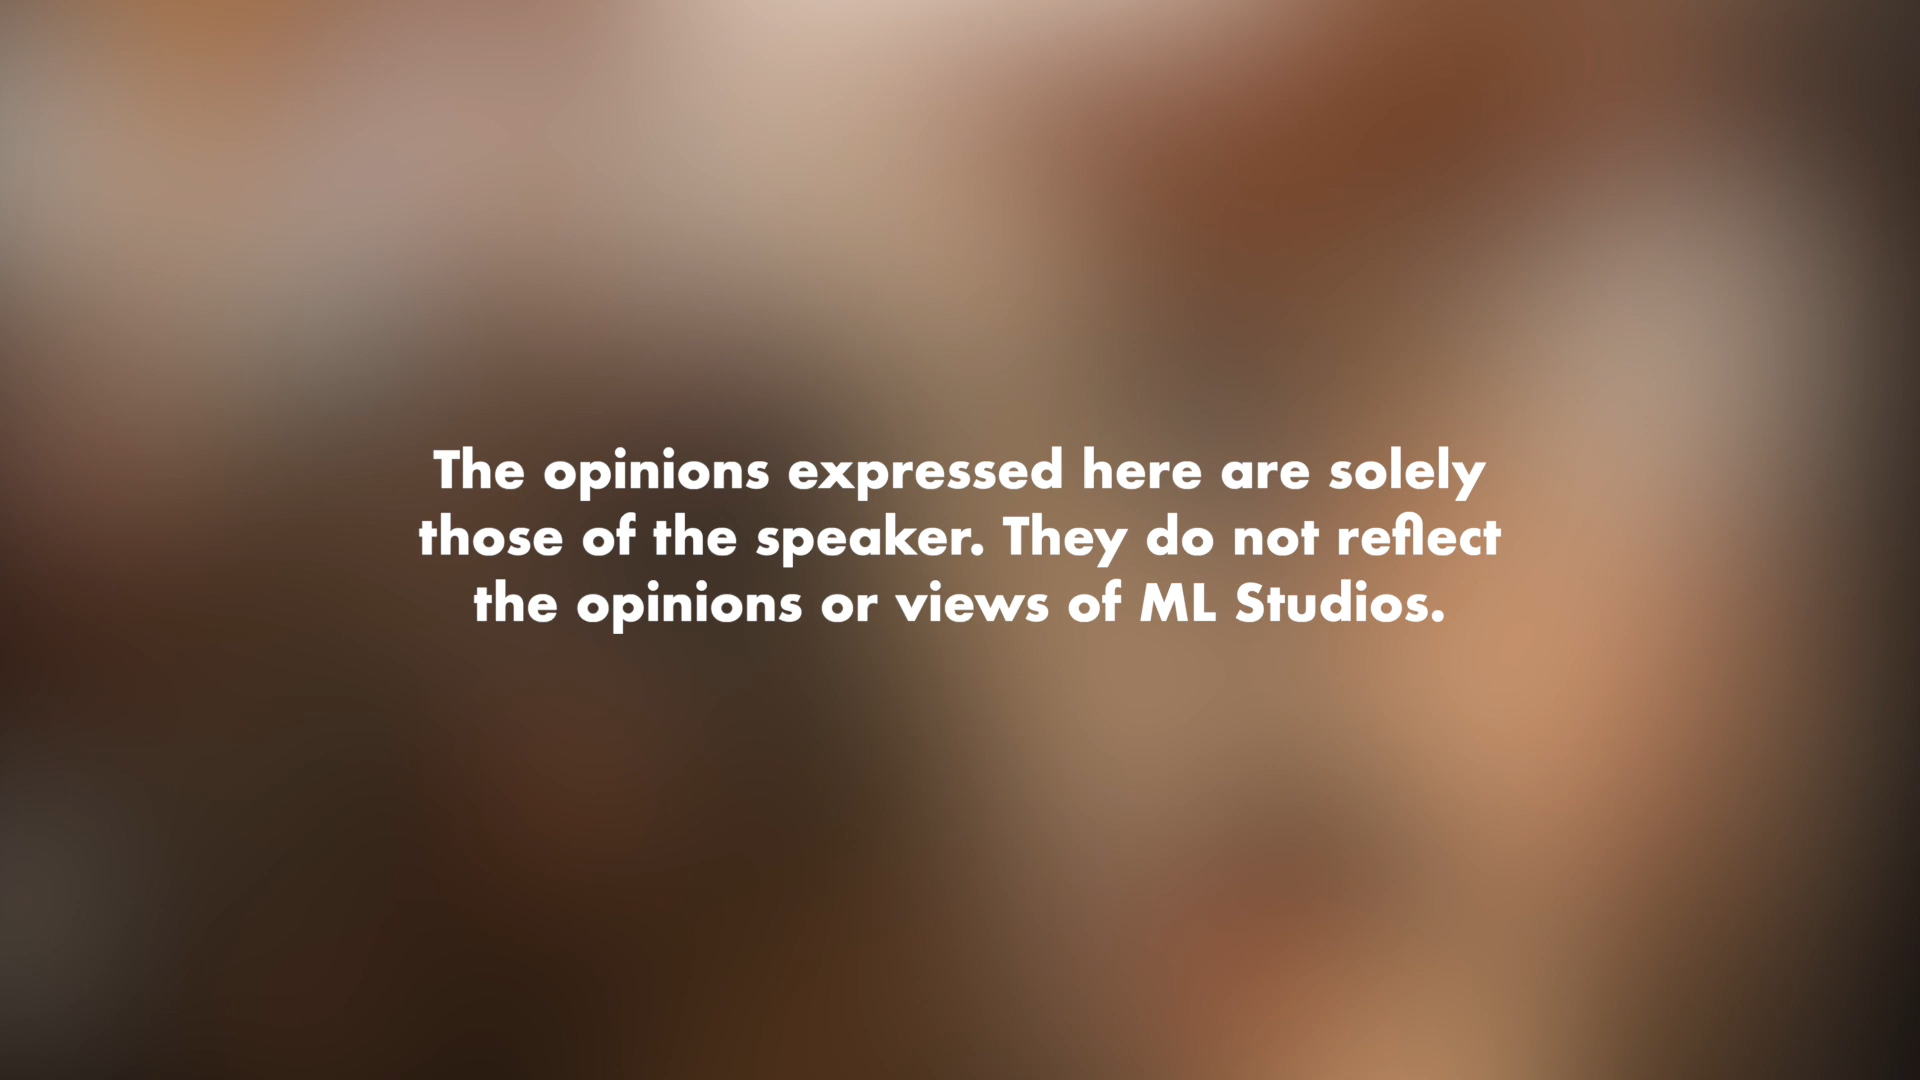 The opinions expressed here are solely
those of the speaker. They do not reflect
the opinions or views of ML Studios.